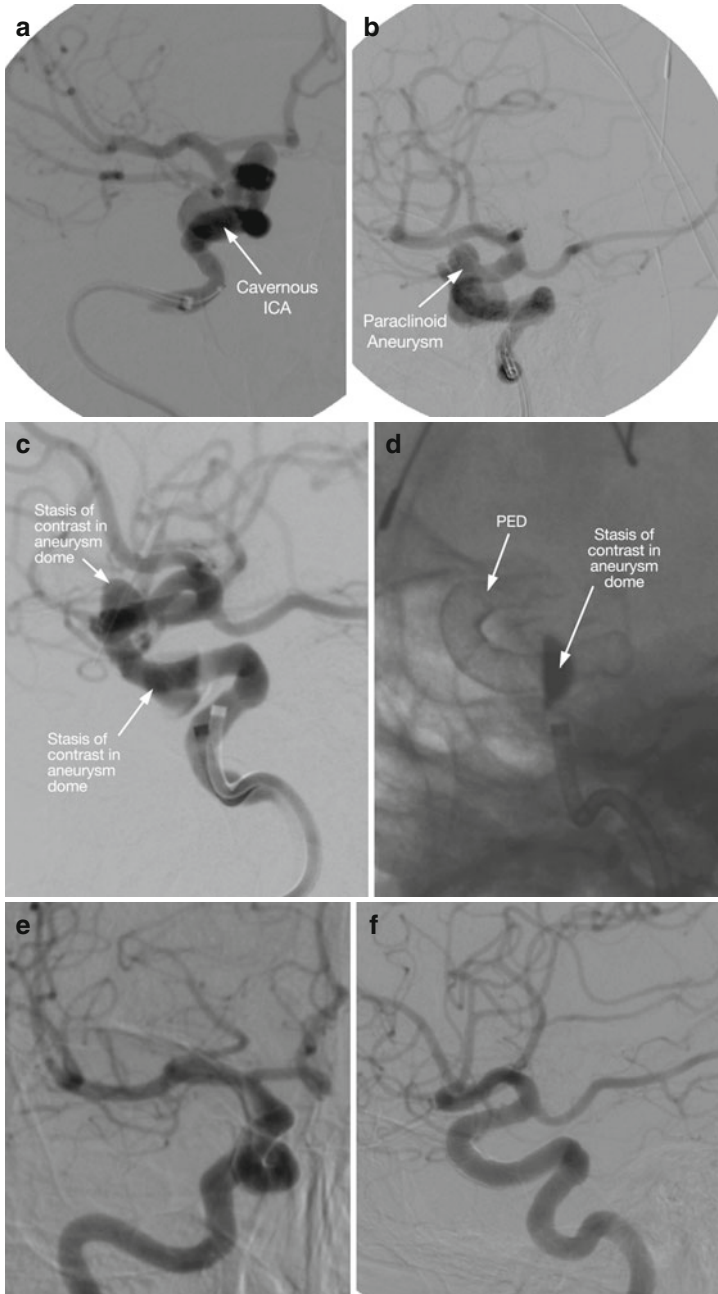 a
Cavernous
ICA
b
Paraclinoid
Aneurysm
c
Stasis of
contrast in
aneurysm
dome
Stasis of
contrast in
aneurysm
dome
d
PED
Stasis of
contrast in
aneurysm
dome
e
f